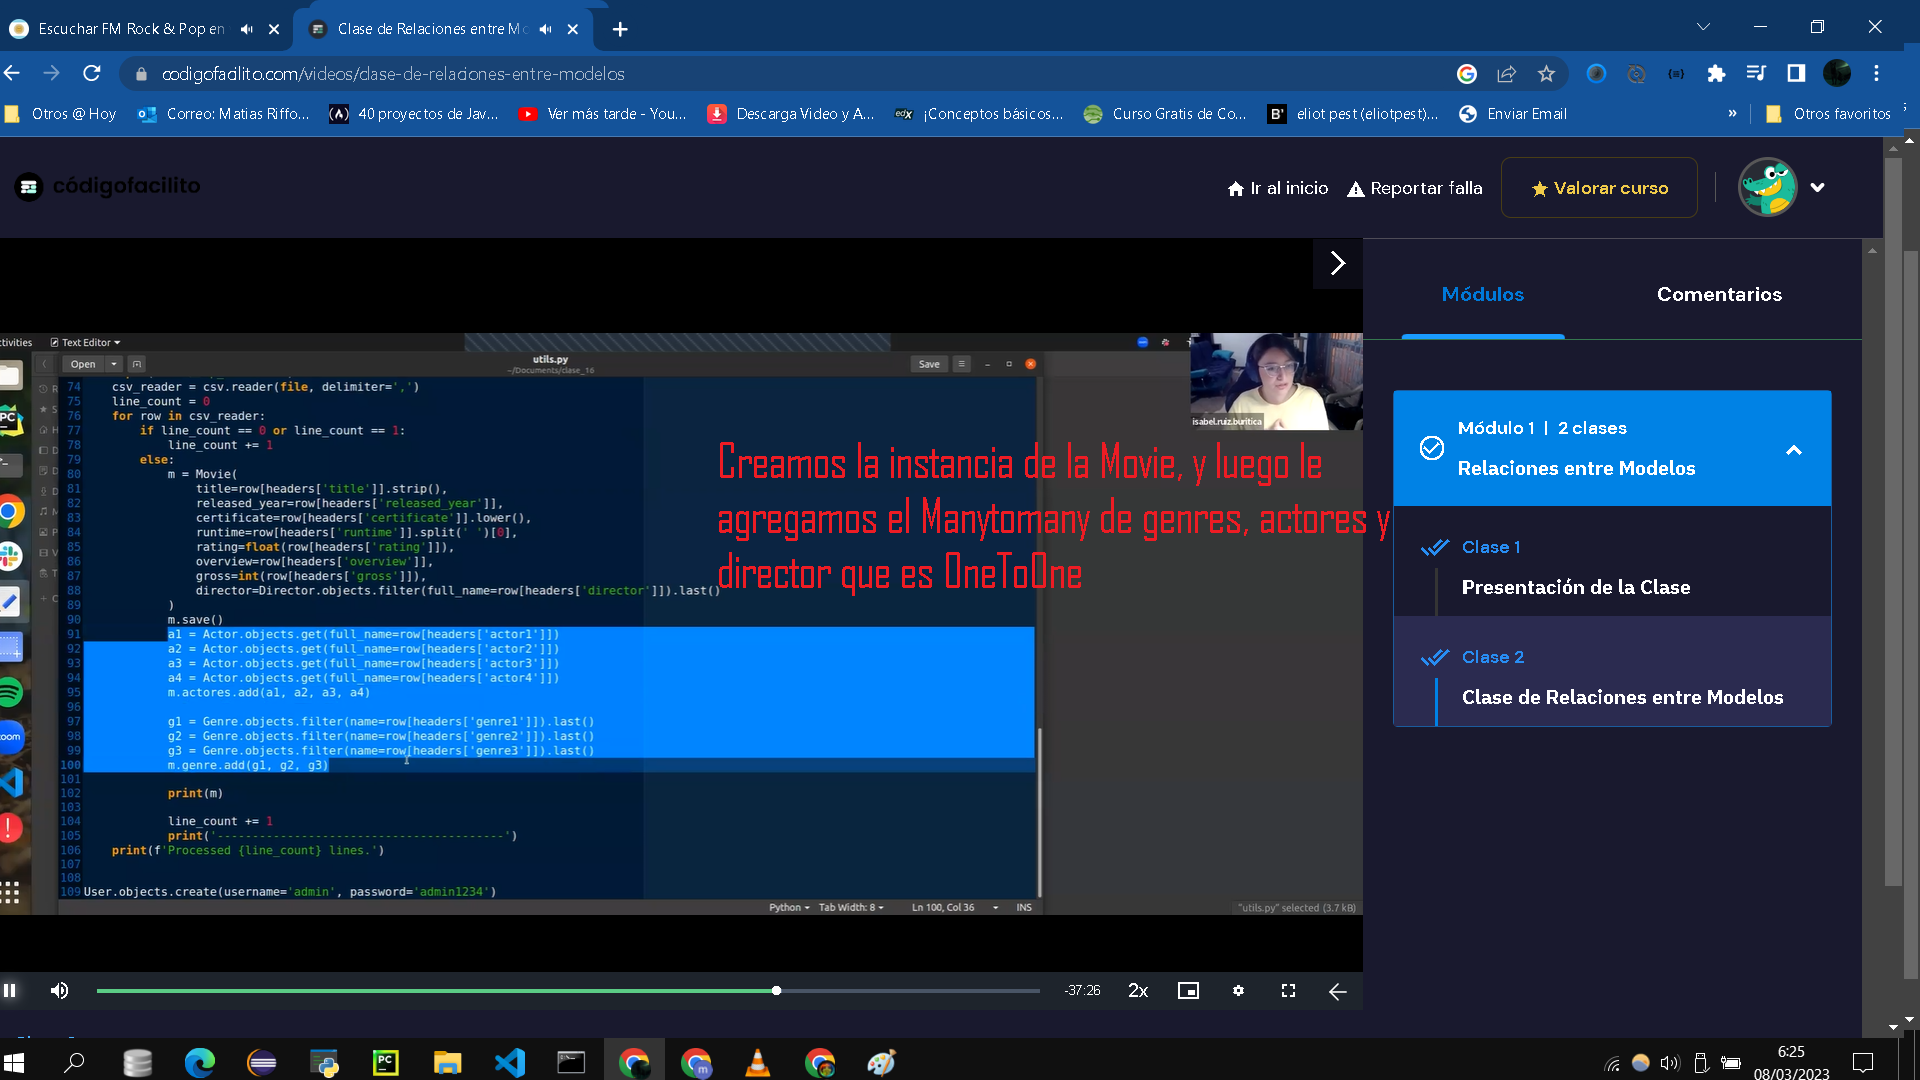 Escuchar FM Rock & Pop en
Clase de Relaciones entre Mo
codigofacilito.com/videos/clase-de-relaciones-entre-modelos
Otros @ Hoy
Correo: Matias Riffo...
40 proyectos de Jav...
Ver más tarde - You...
Descarga Video y A...
¡Conceptos básicos...
Curso Gratis de Co...
eliot pest (eliotpest)...
Enviar Email
»
Otros favoritos
códigofacilito
Ir al inicio
Reportar falla
Valorar curso
Módulos
Comentarios
Módulo 1 | 2 clases
Relaciones entre Modelos
Clase 1
Presentación de la Clase
Clase 2
Clase de Relaciones entre Modelos
tivities
Text Editor
Open
utils.py
~/Documents/clase_16
Save
isabel.ruiz.buritica
74 csv_reader = csv.reader(file, delimiter=',')
75 line_count = 0
76 for row in csv_reader:
77 if line_count == 0 or line_count == 1:
78 line_count += 1
79 else:
80 m = Movie(
81 title=row[headers['title']].strip(),
82 released_year=row[headers['released_year']],
83 certificate=row[headers['certificate']].lower(),
84 runtime=row[headers['runtime']].split(' ')[0],
85 rating=float(row[headers['rating']]),
86 overview=row[headers['overview']],
87 gross=int(row[headers['gross']]),
88 director=Director.objects.filter(full_name=row[headers['director']]).last()
89 )
90 m.save()
91 a1 = Actor.objects.get(full_name=row[headers['actor1']])
92 a2 = Actor.objects.get(full_name=row[headers['actor2']])
93 a3 = Actor.objects.get(full_name=row[headers['actor3']])
94 a4 = Actor.objects.get(full_name=row[headers['actor4']])
95 m.actores.add(a1, a2, a3, a4)
96
97 g1 = Genre.objects.filter(name=row[headers['genre1']]).last()
98 g2 = Genre.objects.filter(name=row[headers['genre2']]).last()
99 g3 = Genre.objects.filter(name=row[headers['genre3']]).last()
100 m.genre.add(g1, g2, g3)
101
102 print(m)
103
104 line_count += 1
105 print('-----------------------------------------')
106 print(f'Processed {line_count} lines.')
107
108
109 User.objects.create(username='admin', password='admin1234')
Creamos la instancia de la Movie, y luego le
agregamos el Manytomany de genres, actores y
director que es OneToOne
Python
Tab Width: 8
Ln 100, Col 36
INS
"utils.py" selected (3.7 kB)
-37:26
2x
6:25
08/03/2023